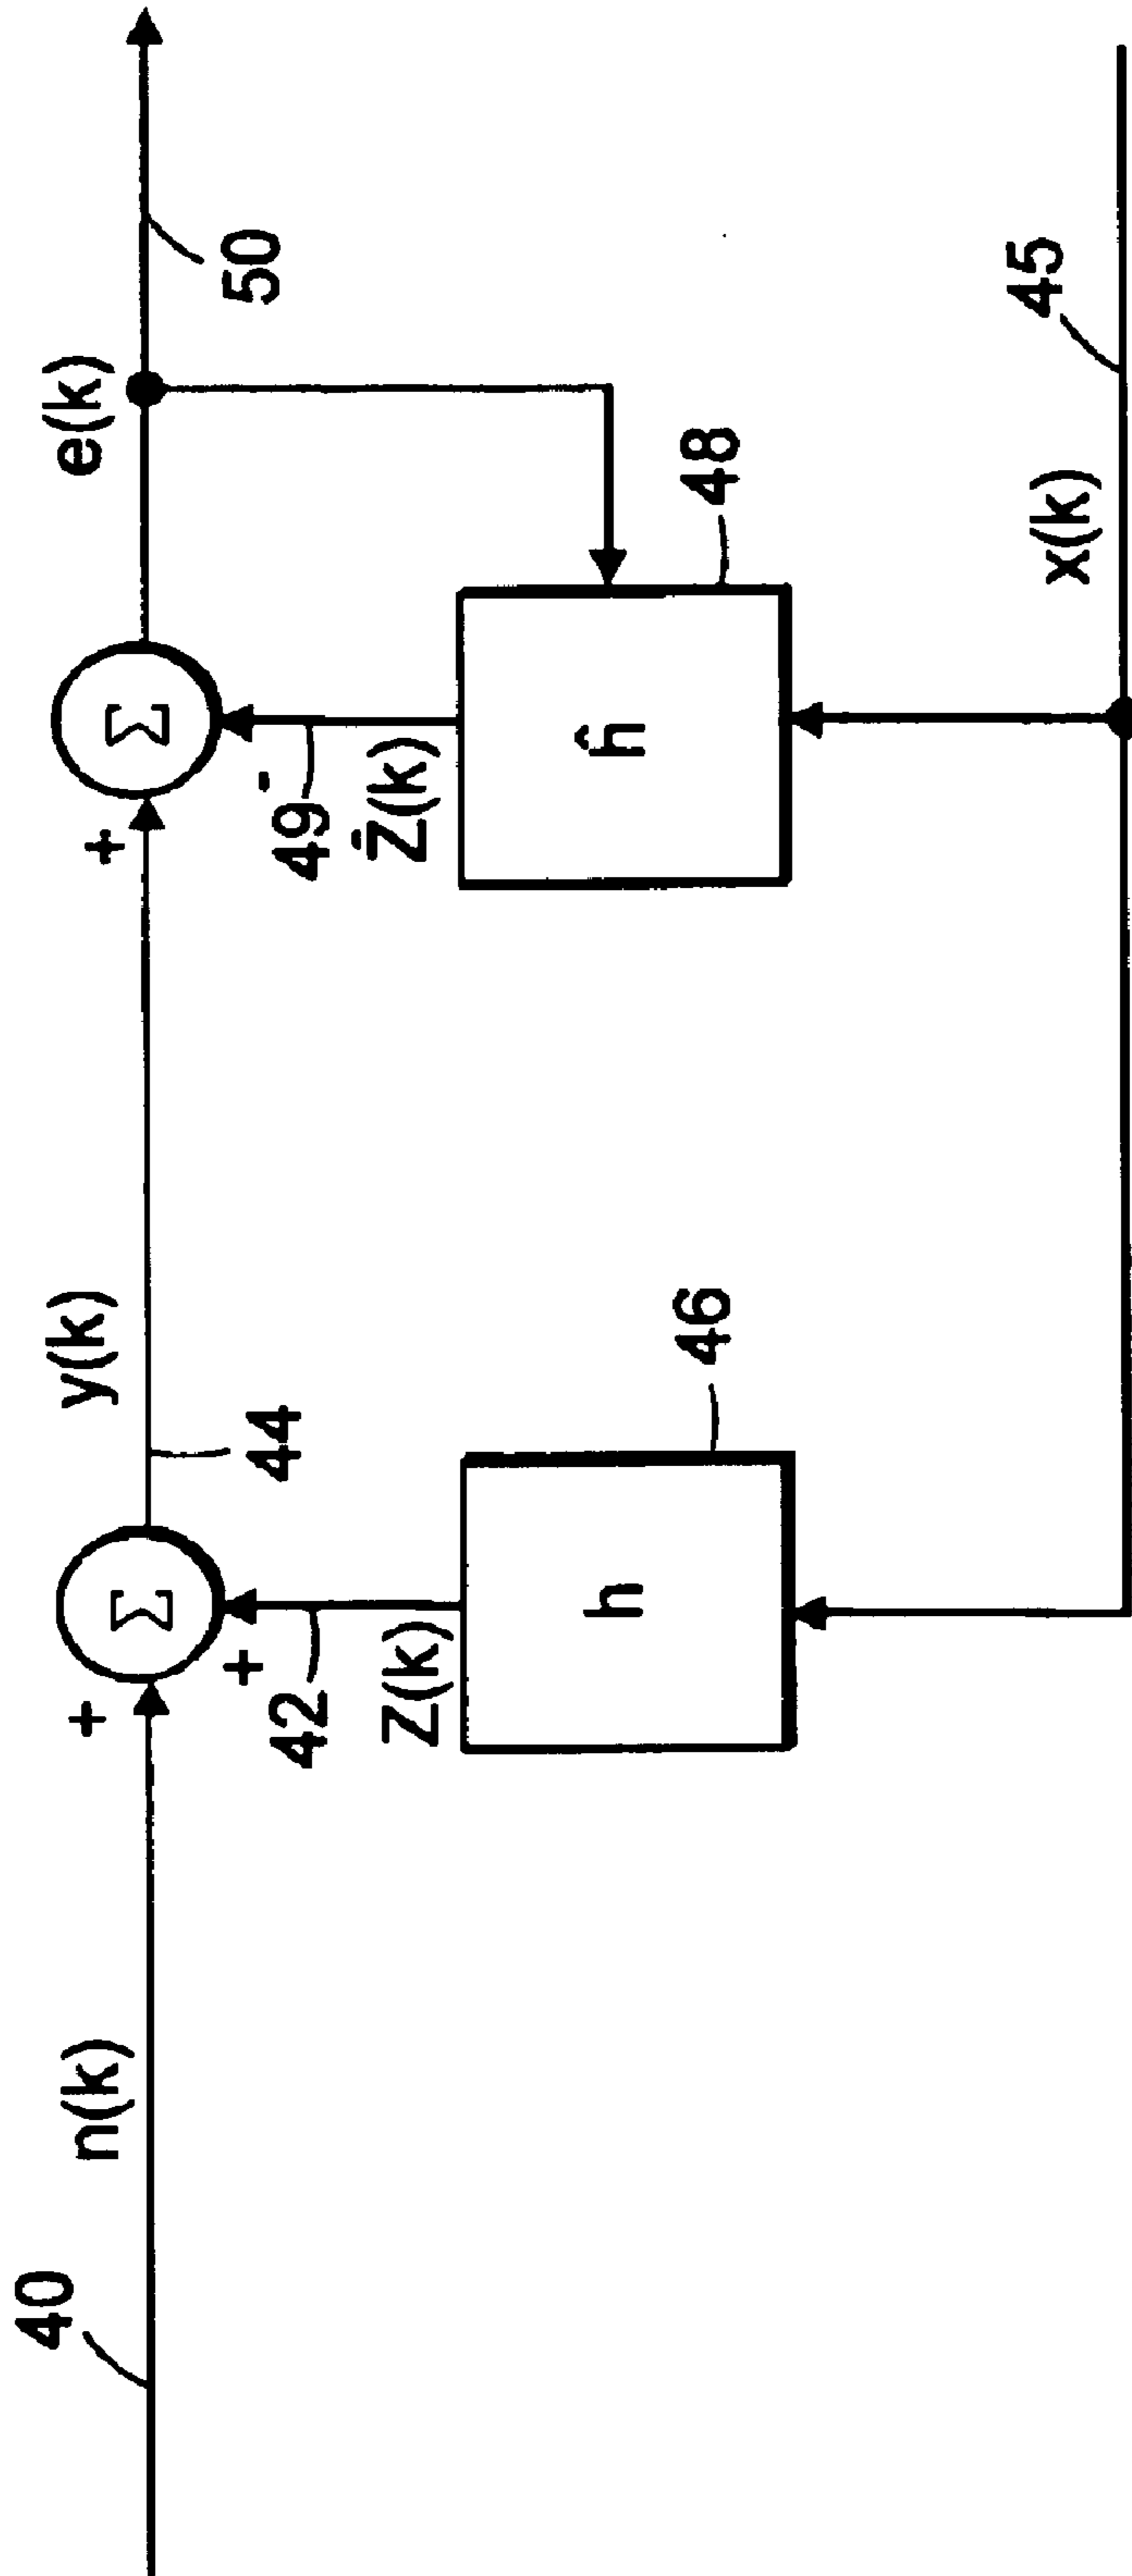 40
n(k)
+
Σ
+
42
Z(k)
h
46
44
y(k)
+
Σ
-
49
Ẑ(k)
ĥ
48
e(k)
50
x(k)
45